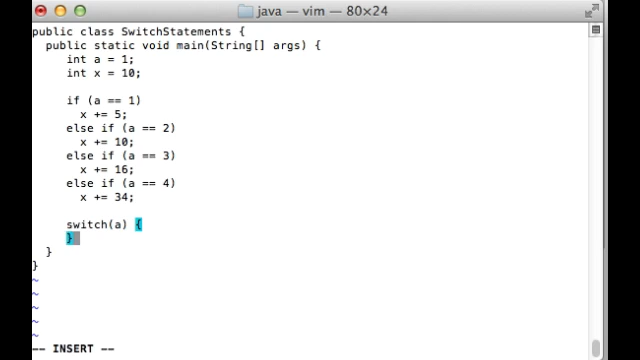 java — vim — 80×24
public class SwitchStatements {
  public static void main(String[] args) {
     int a = 1;
     int x = 10;

     if (a == 1)
       x += 5;
     else if (a == 2)
       x += 10;
     else if (a == 3)
       x += 16;
     else if (a == 4)
       x += 34;

     switch(a) {
     }
  }
}
~
~
~
~
~
-- INSERT --